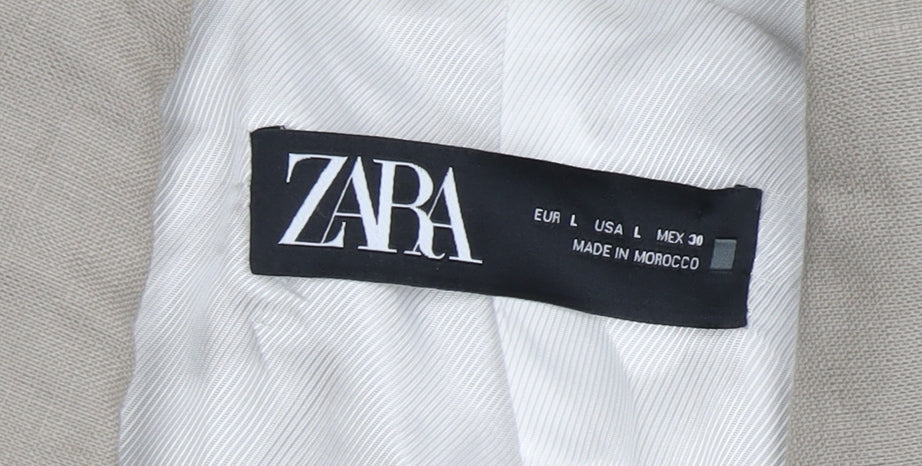 ZARA
EUR L USA L MEX 30
MADE IN MOROCCO